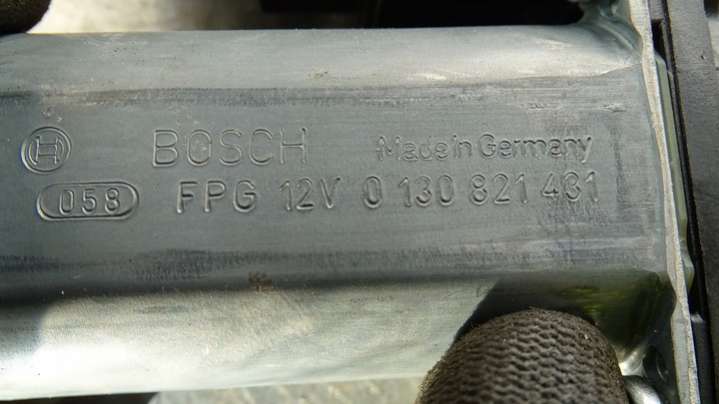 BOSCH Made in Germany
058 FPG 12V 0 130 821 431